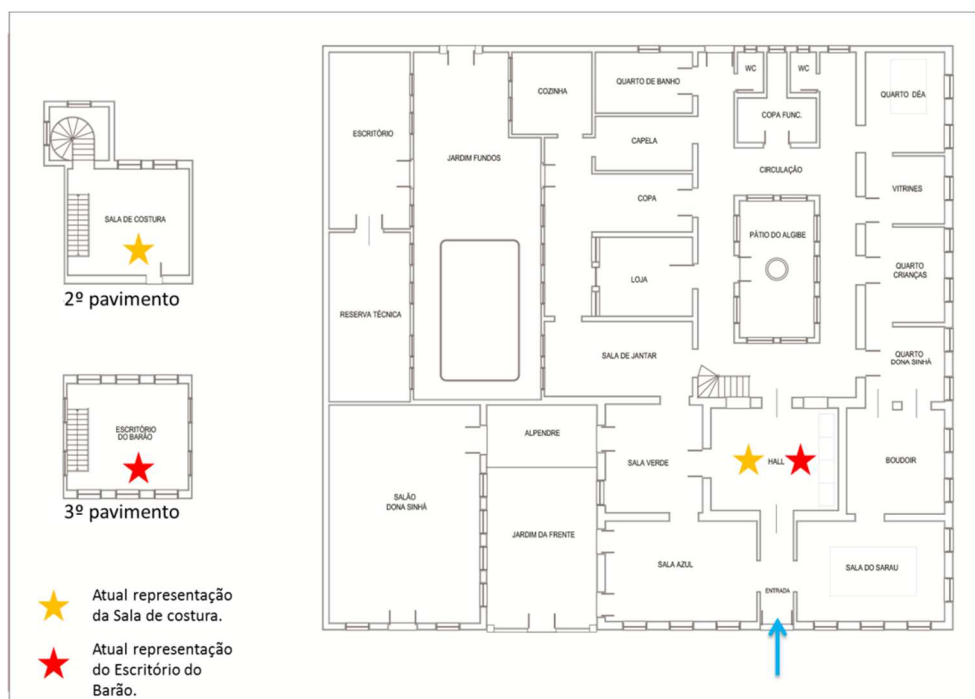 SALA DE COSTURA
2º pavimento
ESCRITÓRIO
DO BARÃO
3º pavimento
Atual representação
da Sala de costura.
Atual representação
do Escritório do
Barão.
ESCRITÓRIO
RESERVA TÉCNICA
JARDIM FUNDOS
COZINHA
QUARTO DE BANHO
CAPELA
COPA
LOJA
SALA DE JANTAR
WC
WC
COPA FUNC.
CIRCULAÇÃO
PÁTIO DO ALGIBE
QUARTO DÉA
VITRINES
QUARTO
CRIANÇAS
QUARTO
DONA SINHÁ
SALÃO
DONA SINHÁ
ALPENDRE
JARDIM DA FRENTE
SALA VERDE
HALL
BOUDOIR
SALA AZUL
ENTRADA
SALA DO SARAU